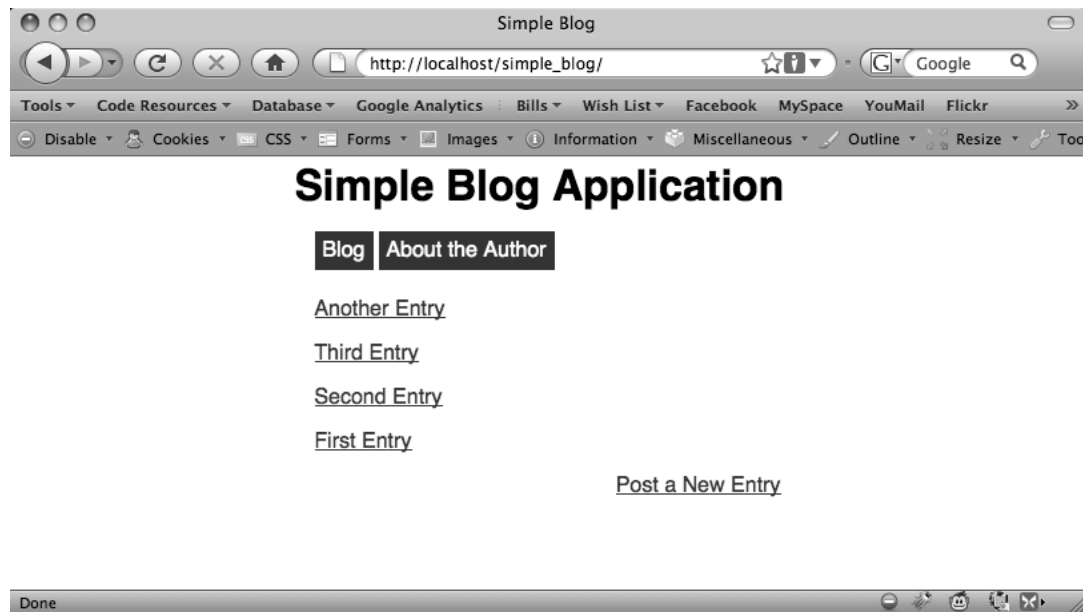 Simple Blog
http://localhost/simple_blog/
G Google
Tools Code Resources Database Google Analytics Bills Wish List Facebook MySpace YouMail Flickr »
Disable Cookies CSS CSS Forms Images Information Miscellaneous Outline Resize Too
Simple Blog Application
Blog About the Author
Another Entry
Third Entry
Second Entry
First Entry
Post a New Entry
Done